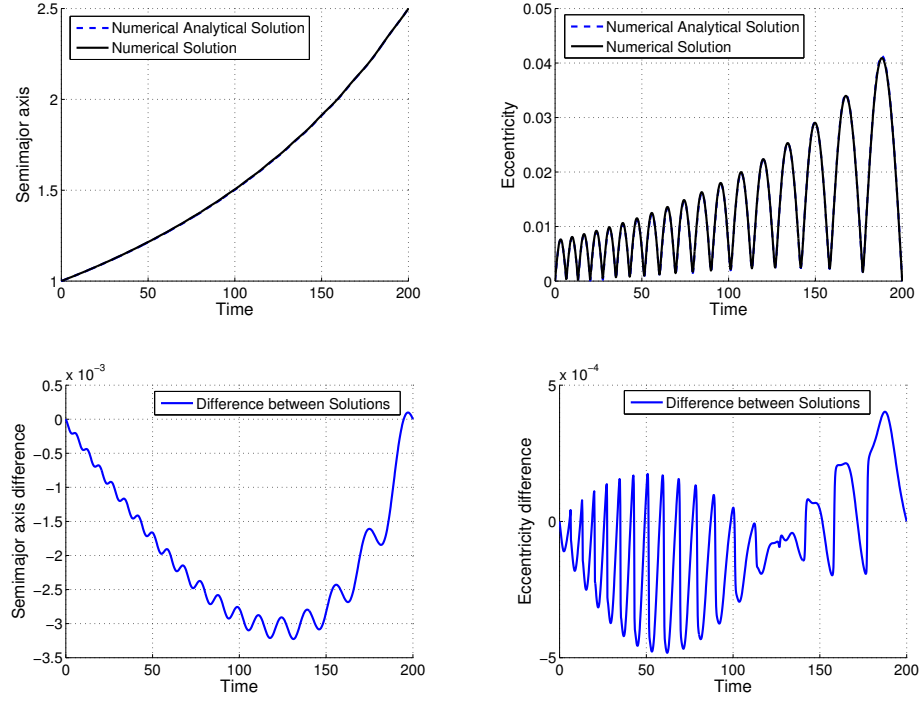 2.5
2
1.5
1
0
50
100
150
200
Time
Semimajor axis
Numerical Analytical Solution
Numerical Solution
0.05
0.04
0.03
0.02
0.01
0
0
50
100
150
200
Time
Eccentricity
Numerical Analytical Solution
Numerical Solution
x 10⁻³
0.5
0
−0.5
−1
−1.5
−2
−2.5
−3
−3.5
0
50
100
150
200
Time
Semimajor axis difference
Difference between Solutions
x 10⁻⁴
5
0
−5
0
50
100
150
200
Time
Eccentricity difference
Difference between Solutions